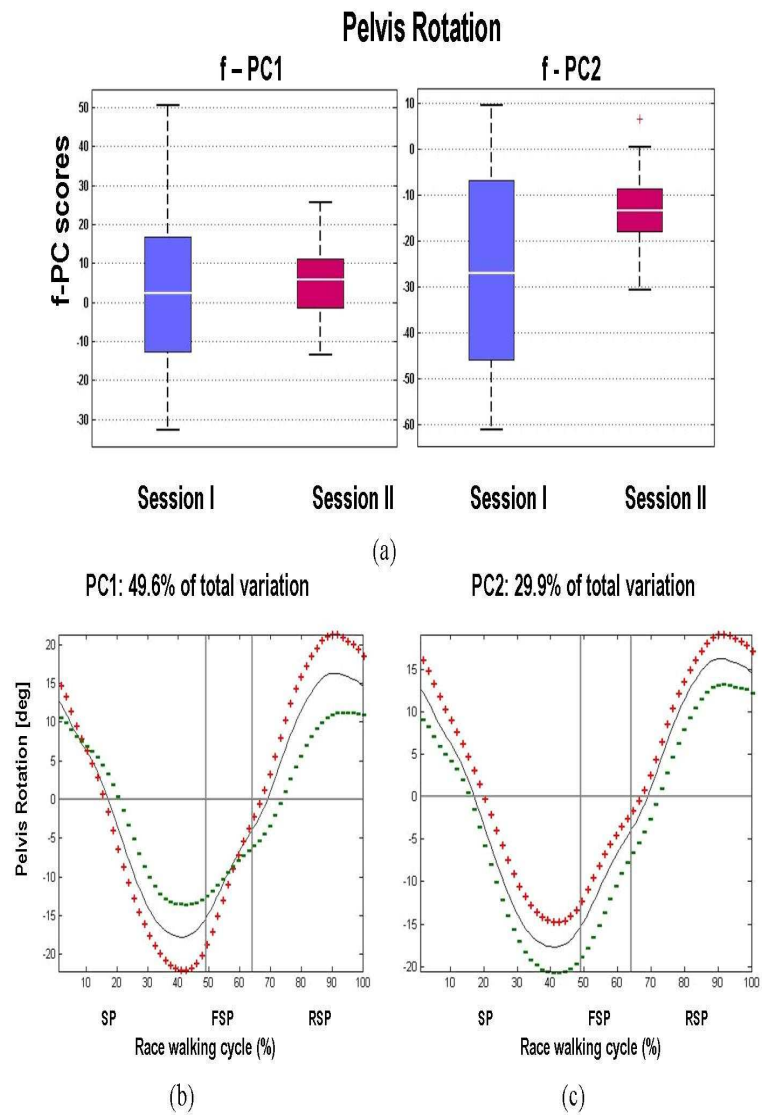 Pelvis Rotation
f – PC1
f - PC2
f-PC scores
50
40
30
20
10
0
-10
-20
-30
10
0
-10
-20
-30
-40
-50
-60
Session I
Session II
Session I
Session II
(a)
PC1: 49.6% of total variation
PC2: 29.9% of total variation
Pelvis Rotation [deg]
20
15
10
5
0
-5
-10
-15
-20
10 20 30 40 50 60 70 80 90 100
SP FSP RSP
Race walking cycle (%)
(b)
15
10
5
0
-5
-10
-15
-20
10 20 30 40 50 60 70 80 90 100
SP FSP RSP
Race walking cycle (%)
(c)